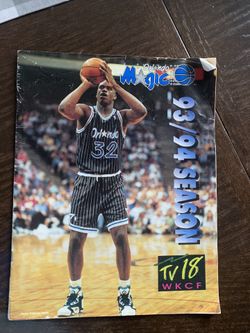 Orlando
Magic
93/94 SEASON
Orlando
32
TV 18
WKCF